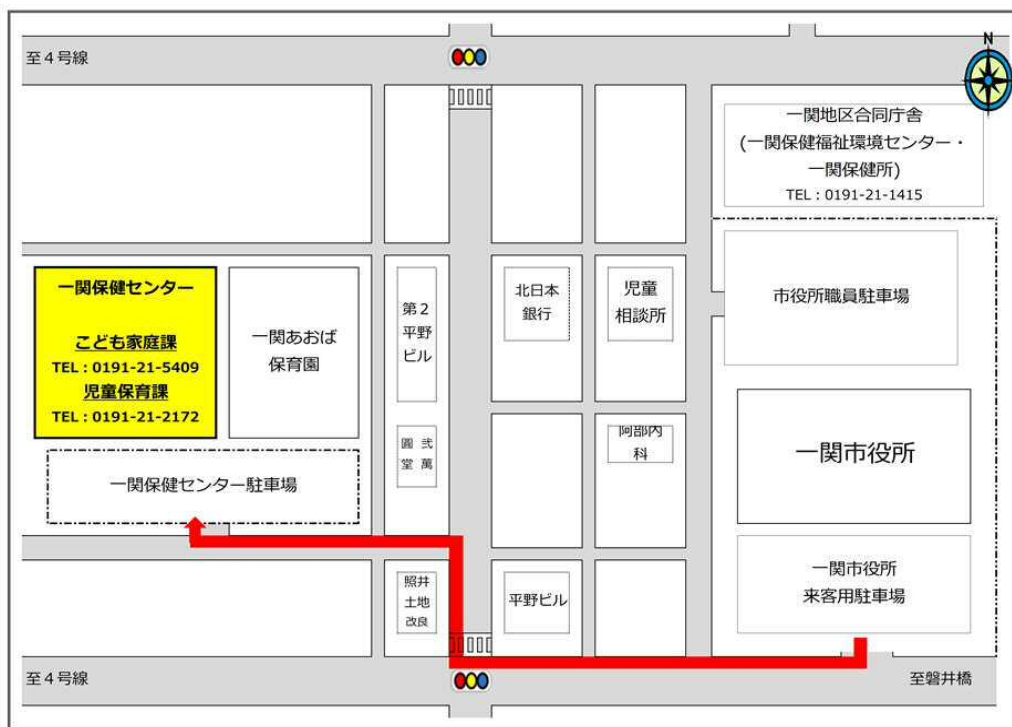 至４号線
N
一関地区合同庁舎
(一関保健福祉環境センター・
一関保健所)
TEL：0191-21-1415
一関保健センター
こども家庭課
TEL：0191-21-5409
児童保育課
TEL：0191-21-2172
一関あおば
保育園
第２
平野
ビル
北日本
銀行
児童
相談所
市役所職員駐車場
圓 弐
堂 萬
阿部内
科
一関市役所
一関保健センター駐車場
照井
土地
改良
平野ビル
一関市役所
来客用駐車場
至４号線
至磐井橋